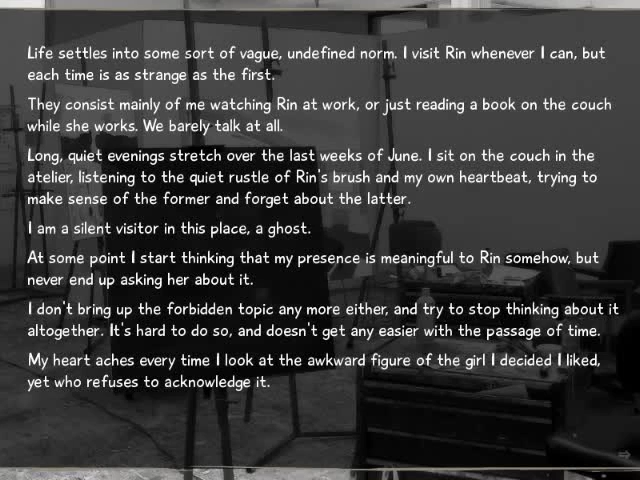 Life settles into some sort of vague, undefined norm. I visit Rin whenever I can, but
each time is as strange as the first.
They consist mainly of me watching Rin at work, or just reading a book on the couch
while she works. We barely talk at all.
Long, quiet evenings stretch over the last weeks of June. I sit on the couch in the
atelier, listening to the quiet rustle of Rin's brush and my own heartbeat, trying to
make sense of the former and forget about the latter.
I am a silent visitor in this place, a ghost.
At some point I start thinking that my presence is meaningful to Rin somehow, but
never end up asking her about it.
I don't bring up the forbidden topic any more either, and try to stop thinking about it
altogether. It's hard to do so, and doesn't get any easier with the passage of time.
My heart aches every time I look at the awkward figure of the girl I decided I liked,
yet who refuses to acknowledge it.